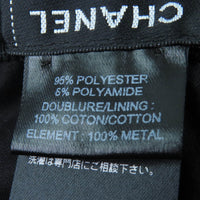 CHANEL
95% POLYESTER
5% POLYAMIDE
DOUBLURE/LINING :
100% COTON/COTTON
ELEMENT : 100% METAL
洗濯は専門店にご相談下さい。